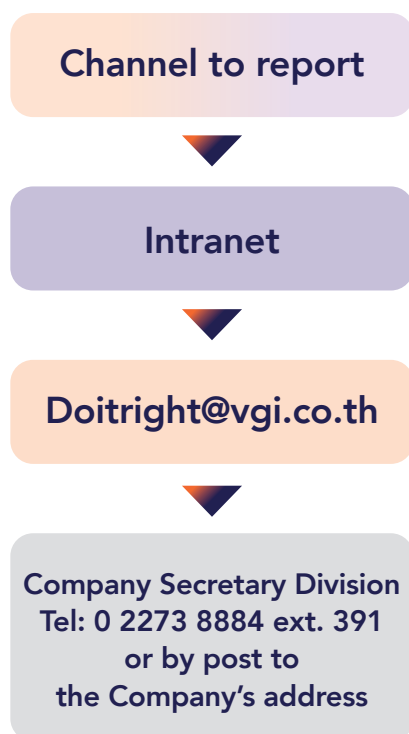 Channel to report
Intranet
Doitright@vgi.co.th
Company Secretary Division
Tel: 0 2273 8884 ext. 391
or by post to
the Company’s address